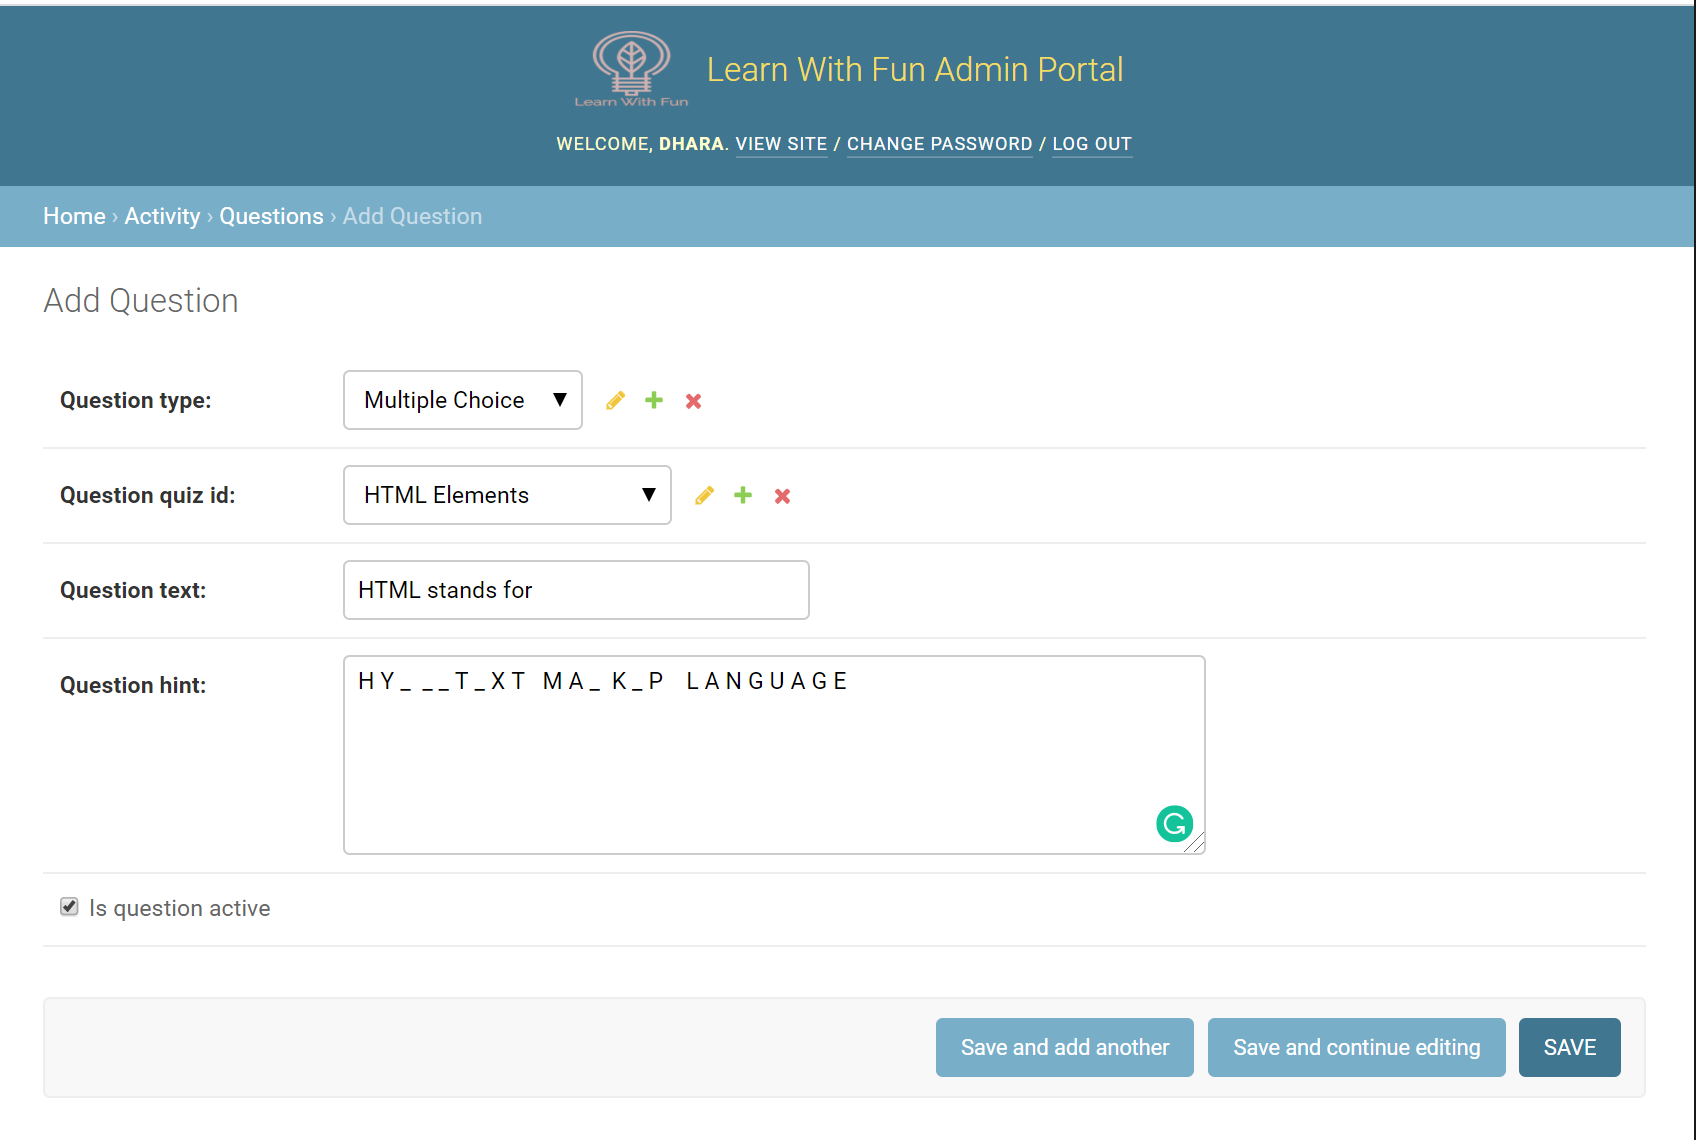 Learn With Fun
Learn With Fun Admin Portal
WELCOME, DHARA. VIEW SITE / CHANGE PASSWORD / LOG OUT
Home › Activity › Questions › Add Question
Add Question
Question type: Multiple Choice
Question quiz id: HTML Elements
Question text: HTML stands for
Question hint: H Y _ _ _ T _ X T M A _ K _ P L A N G U A G E
Is question active
Save and add another Save and continue editing SAVE